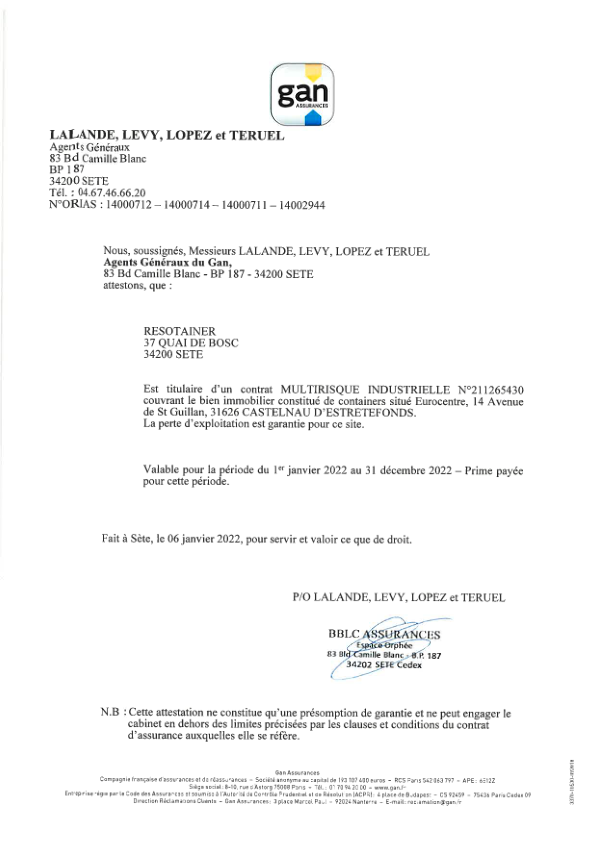 gan
ASSURANCES
LALANDE, LEVY, LOPEZ et TERUEL
Agents Généraux
83 Bd Camille Blanc
BP 187
34200 SETE
Tél. : 04.67.46.66.20
N°ORIAS : 14000712 – 14000714 – 14000711 – 14002944
Nous, soussignés, Messieurs LALANDE, LEVY, LOPEZ et TERUEL
Agents Généraux du Gan,
83 Bd Camille Blanc - BP 187 - 34200 SETE
attestons, que :
RESOTAINER
37 QUAI DE BOSC
34200 SETE
Est titulaire d'un contrat MULTIRISQUE INDUSTRIELLE N°211265430
couvrant le bien immobilier constitué de containers situé Eurocentre, 14 Avenue
de St Guillan, 31626 CASTELNAU D'ESTRETEFONDS.
La perte d'exploitation est garantie pour ce site.
Valable pour la période du 1er janvier 2022 au 31 décembre 2022 – Prime payée
pour cette période.
Fait à Sète, le 06 janvier 2022, pour servir et valoir ce que de droit.
P/O LALANDE, LEVY, LOPEZ et TERUEL
BBLC ASSURANCES
Espace Orphée
83 Bld Camille Blanc - B.P. 187
34202 SETE Cedex
N.B : Cette attestation ne constitue qu'une présomption de garantie et ne peut engager le
cabinet en dehors des limites précisées par les clauses et conditions du contrat
d'assurance auxquelles elle se réfère.
Gan Assurances
Compagnie française d'assurances et de réassurances – Société anonyme au capital de 193 107 400 euros – RCS Paris 542 063 797 – APE : 6512Z
Siège social : 8-10, rue d'Astorg 75008 Paris – Tél. : 01 70 94 20 00 – www.gan.fr
Entreprise régie par le Code des Assurances et soumise à l'Autorité de Contrôle Prudentiel et de Résolution (ACPR) : 4 place de Budapest – CS 92459 – 75436 Paris Cedex 09
Direction Réclamations Clients – Gan Assurances : 3 place Marcel Paul – 92024 Nanterre – E-mail : reclamation@gan.fr